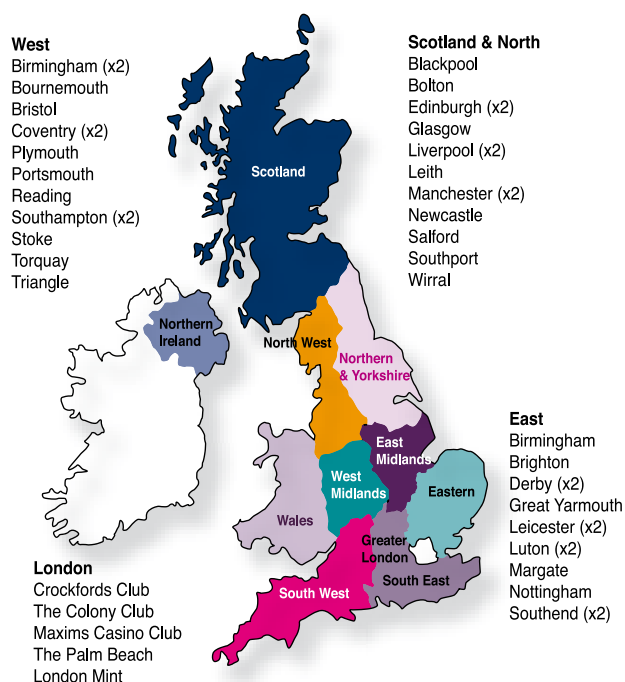 West
Birmingham (x2)
Bournemouth
Bristol
Coventry (x2)
Plymouth
Portsmouth
Reading
Southampton (x2)
Stoke
Torquay
Triangle
Scotland & North
Blackpool
Bolton
Edinburgh (x2)
Glasgow
Liverpool (x2)
Leith
Manchester (x2)
Newcastle
Salford
Southport
Wirral
Scotland
Northern
Ireland
North West
Northern
& Yorkshire
East
Midlands
West
Midlands
Eastern
Wales
Greater
London
South West
South East
East
Birmingham
Brighton
Derby (x2)
Great Yarmouth
Leicester (x2)
Luton (x2)
Margate
Nottingham
Southend (x2)
London
Crockfords Club
The Colony Club
Maxims Casino Club
The Palm Beach
London Mint